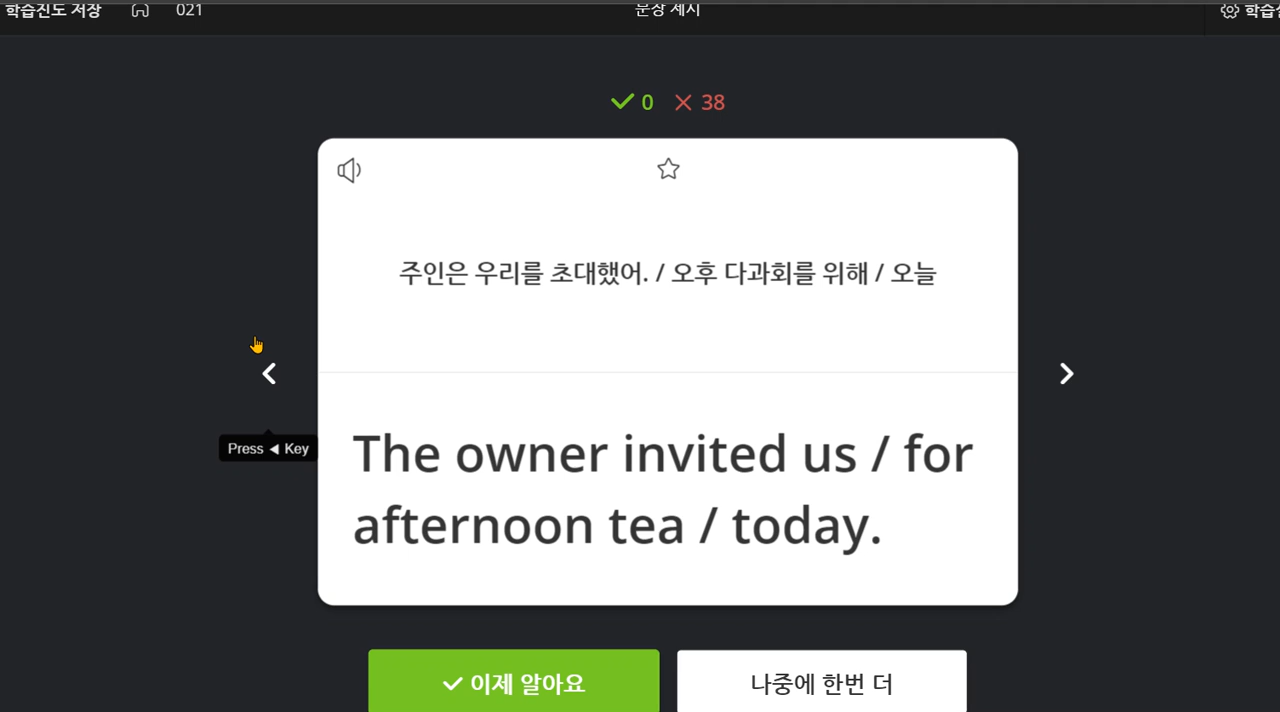 학습진도 저장 021 문장 제시 학습
0 38
주인은 우리를 초대했어. / 오후 다과회를 위해 / 오늘
The owner invited us / for
afternoon tea / today.
Press ◀ Key
이제 알아요 나중에 한번 더